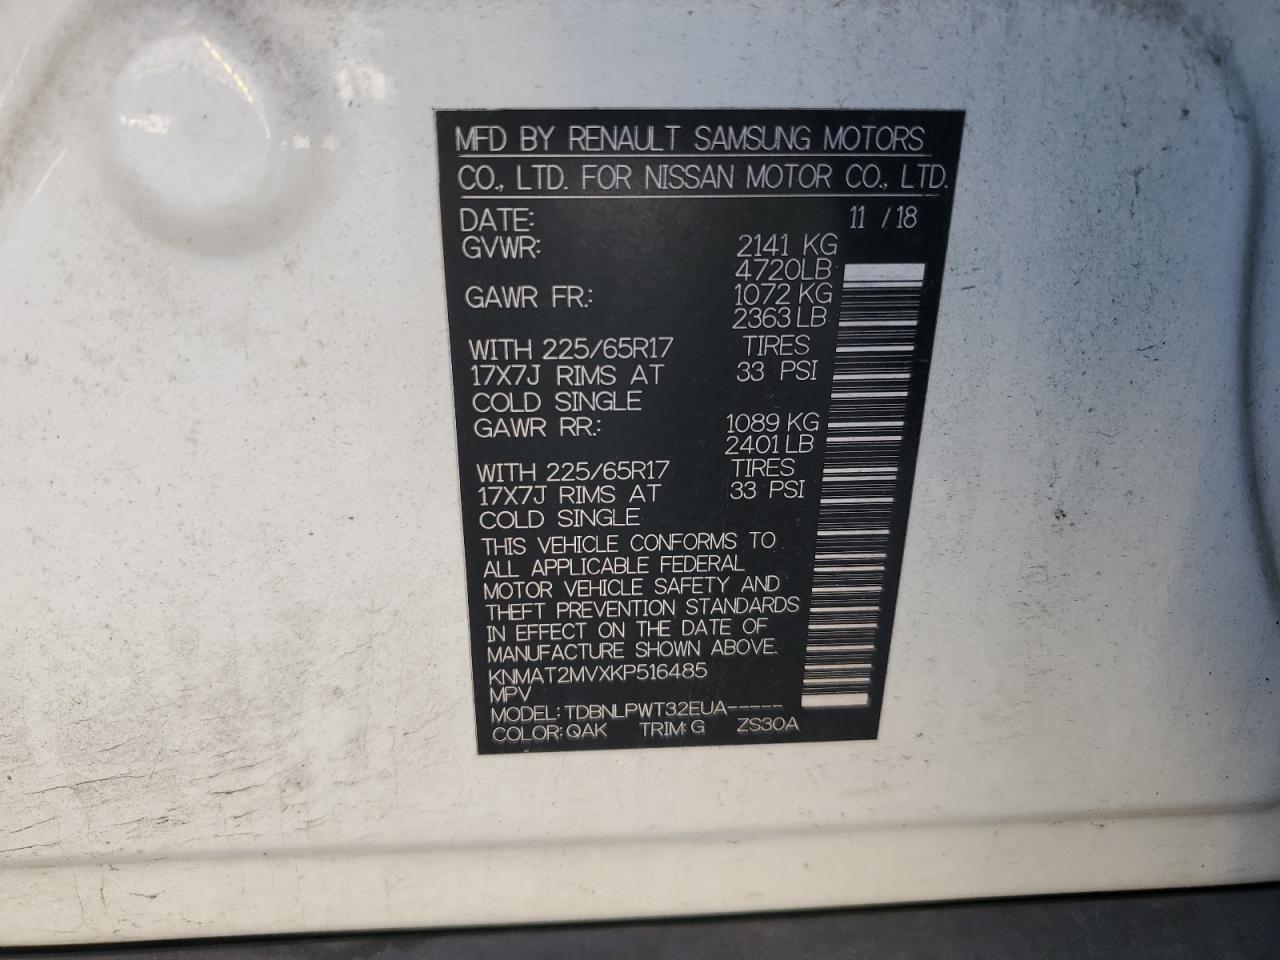 MFD BY RENAULT SAMSUNG MOTORS
CO., LTD. FOR NISSAN MOTOR CO., LTD.
DATE: 11 / 18
GVWR: 2141 KG
4720LB
GAWR FR.: 1072 KG
2363 LB
WITH 225/65R17 TIRES
17X7J RIMS AT 33 PSI
COLD SINGLE
GAWR RR.: 1089 KG
2401 LB
WITH 225/65R17 TIRES
17X7J RIMS AT 33 PSI
COLD SINGLE
THIS VEHICLE CONFORMS TO
ALL APPLICABLE FEDERAL
MOTOR VEHICLE SAFETY AND
THEFT PREVENTION STANDARDS
IN EFFECT ON THE DATE OF
MANUFACTURE SHOWN ABOVE.
KNMAT2MVXKP516485
MPV
MODEL: TDBNLPWT32EUA-----
COLOR: QAK TRIM: G ZS30A